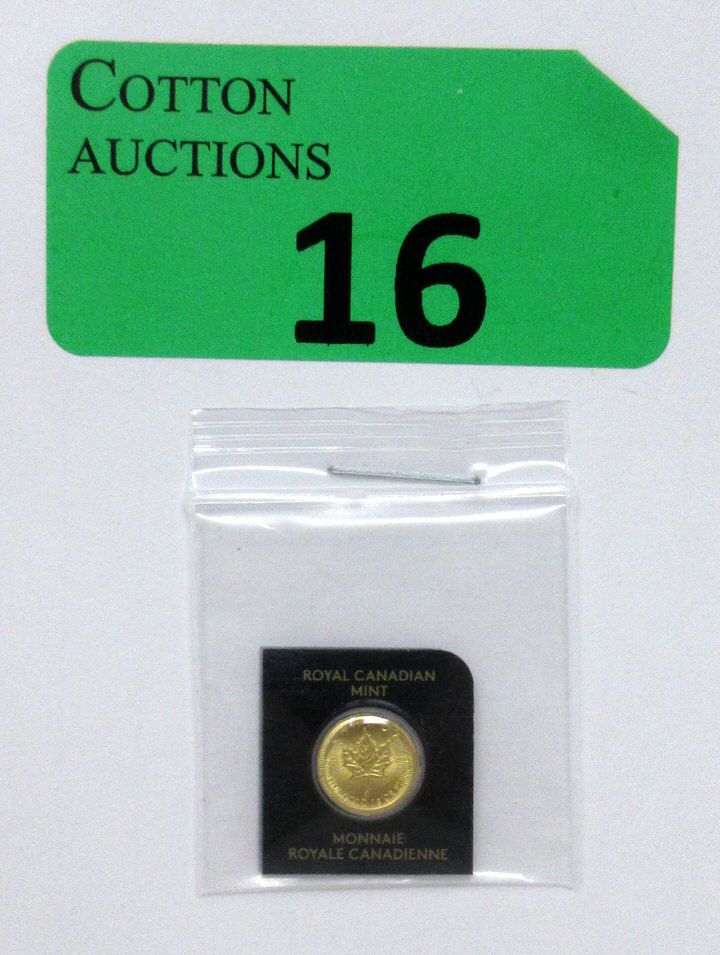 COTTON
AUCTIONS
16
ROYAL CANADIAN
MINT
MONNAIE
ROYALE CANADIENNE